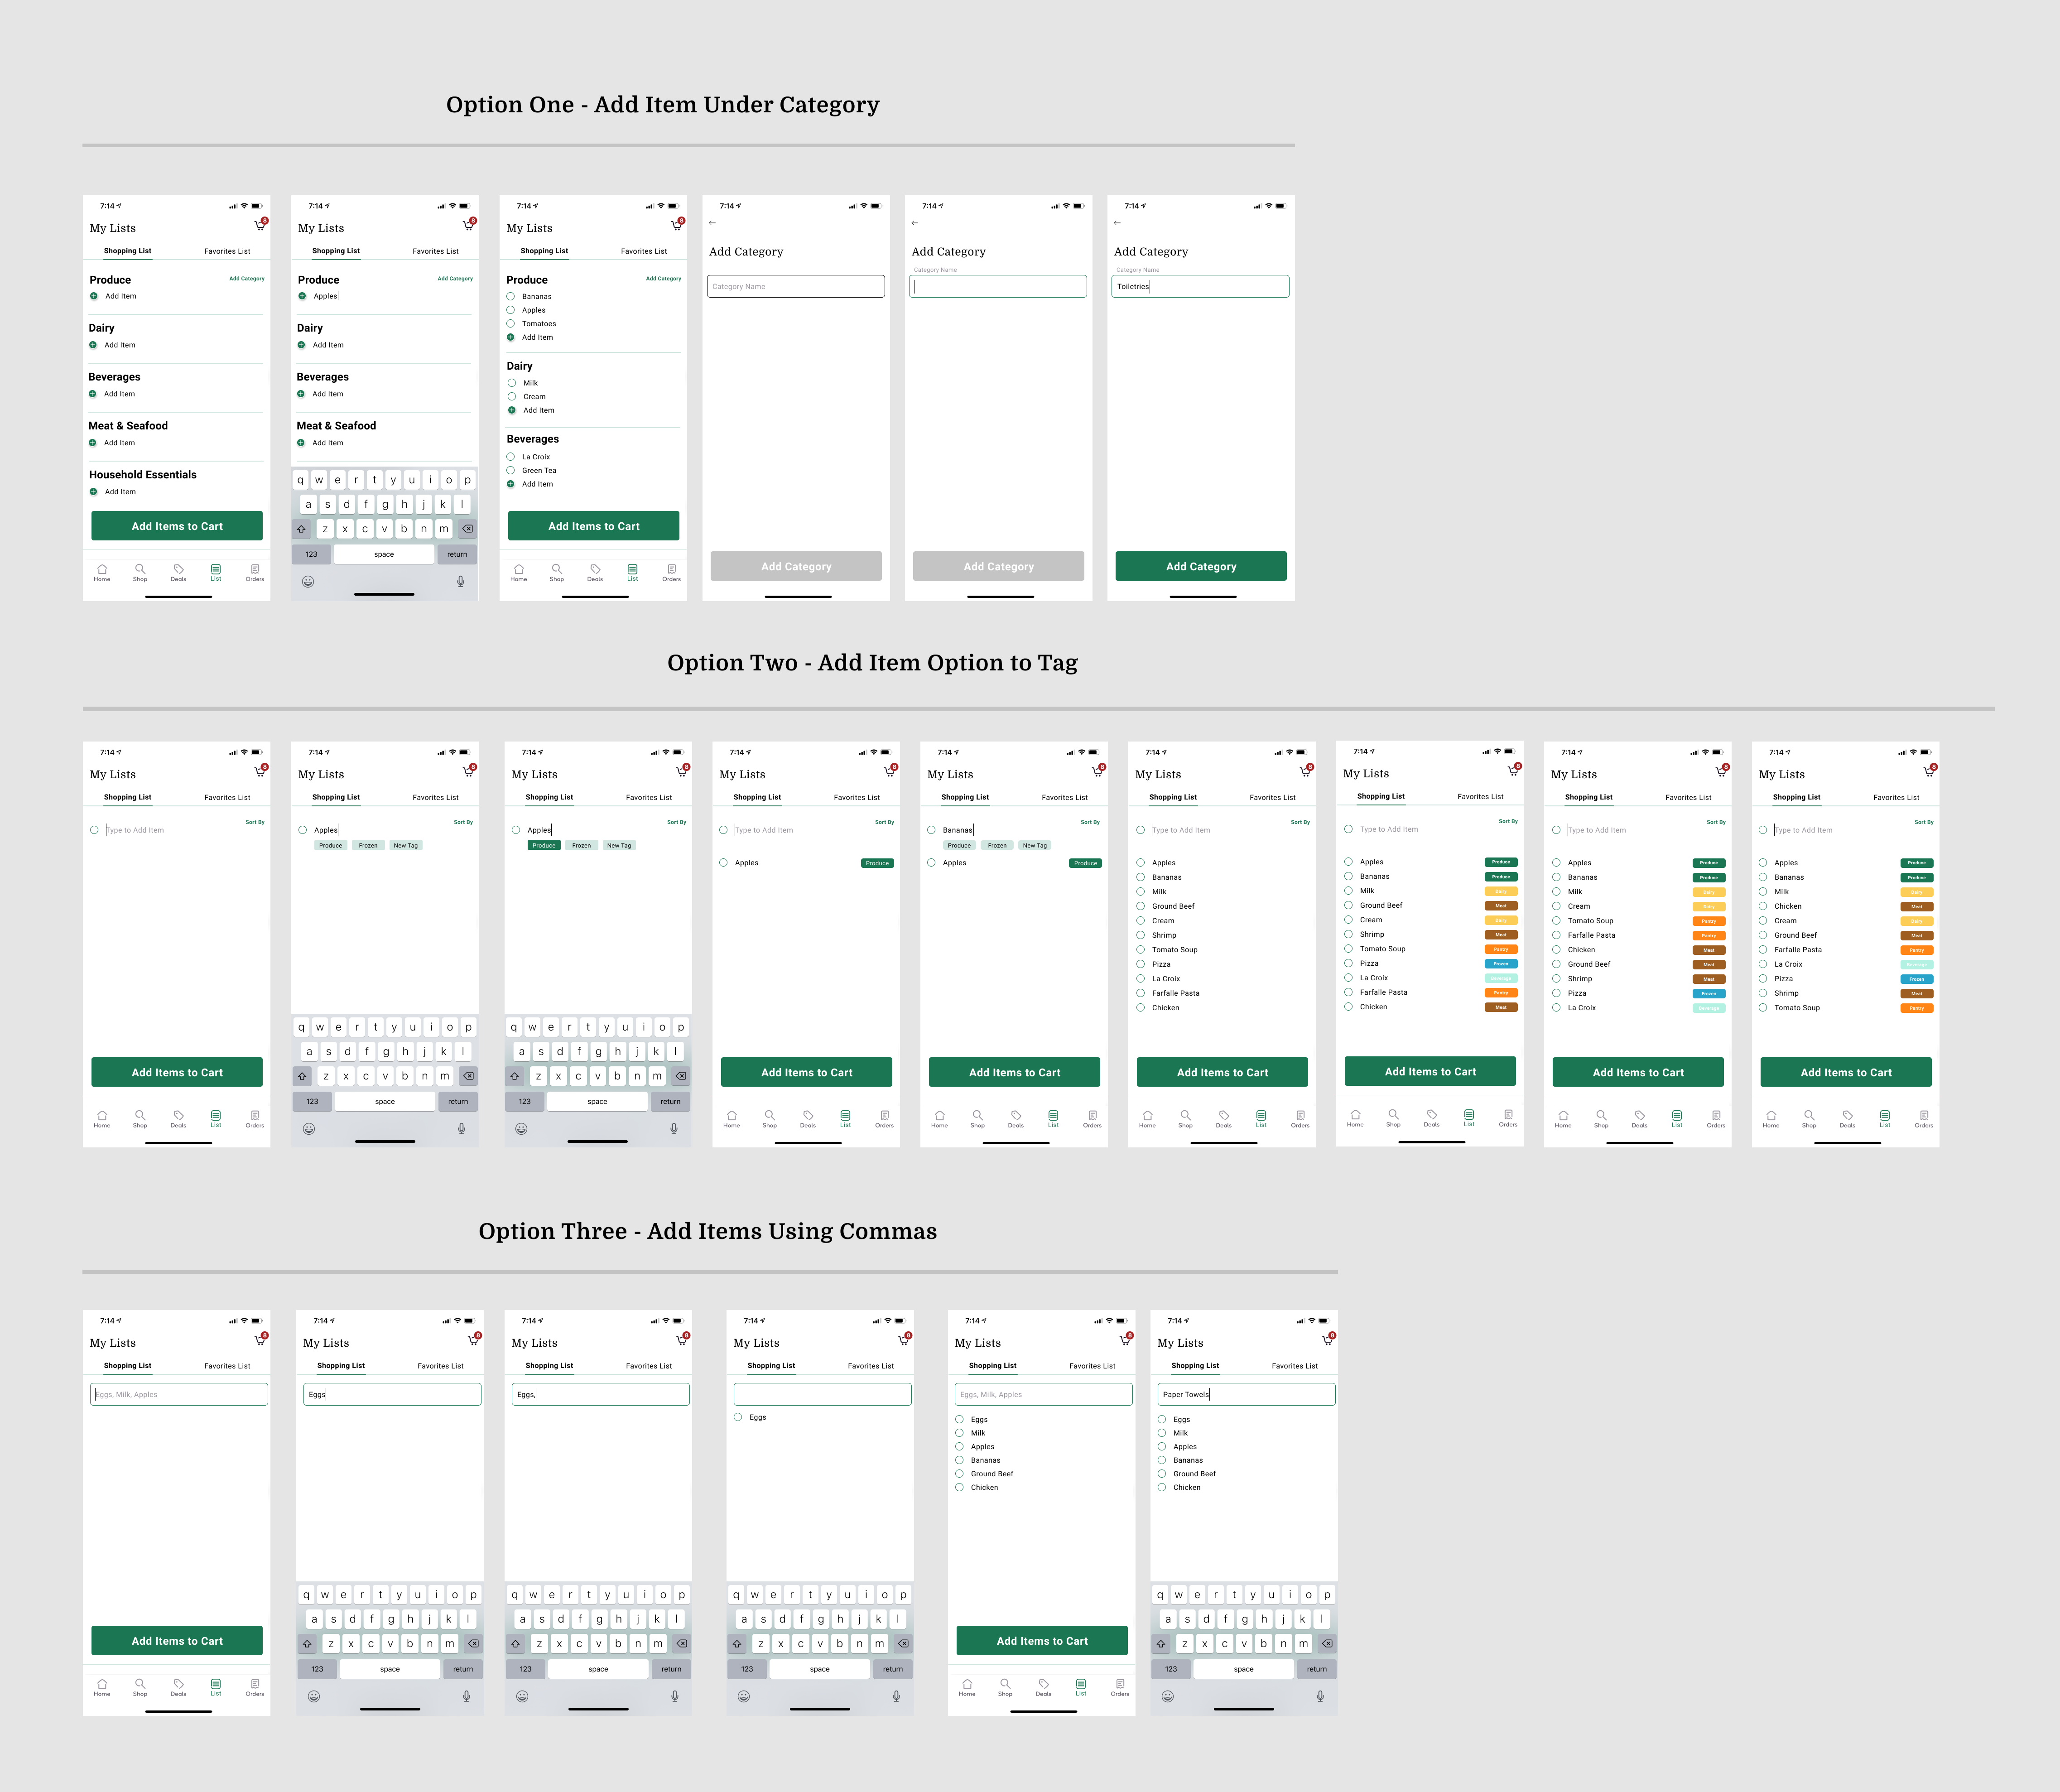 Option One - Add Item Under Category
7:14
My Lists
8
Shopping List Favorites List
Produce Add Category
Add Item
Dairy
Add Item
Beverages
Add Item
Meat & Seafood
Add Item
Household Essentials
Add Item
Add Items to Cart
Home Shop Deals List Orders
7:14
My Lists
8
Shopping List Favorites List
Produce Add Category
Apples
Dairy
Add Item
Beverages
Add Item
Meat & Seafood
Add Item
q w e r t y u i o p
a s d f g h j k l
z x c v b n m
123 space return
7:14
My Lists
8
Shopping List Favorites List
Produce Add Category
Bananas
Apples
Tomatoes
Add Item
Dairy
Milk
Cream
Add Item
Beverages
La Croix
Green Tea
Add Item
Add Items to Cart
Home Shop Deals List Orders
7:14
Add Category
Category Name
Add Category
7:14
Add Category
Category Name
Add Category
7:14
Add Category
Category Name
Toiletries
Add Category
Option Two - Add Item Option to Tag
7:14
My Lists
8
Shopping List Favorites List
Sort By
Type to Add Item
Add Items to Cart
Home Shop Deals List Orders
7:14
My Lists
8
Shopping List Favorites List
Sort By
Apples
Produce Frozen New Tag
q w e r t y u i o p
a s d f g h j k l
z x c v b n m
123 space return
7:14
My Lists
8
Shopping List Favorites List
Sort By
Apples
Produce Frozen New Tag
q w e r t y u i o p
a s d f g h j k l
z x c v b n m
123 space return
7:14
My Lists
8
Shopping List Favorites List
Sort By
Type to Add Item
Apples Produce
Add Items to Cart
Home Shop Deals List Orders
7:14
My Lists
8
Shopping List Favorites List
Sort By
Bananas
Produce Frozen New Tag
Apples Produce
Add Items to Cart
Home Shop Deals List Orders
7:14
My Lists
8
Shopping List Favorites List
Sort By
Type to Add Item
Apples
Bananas
Milk
Ground Beef
Cream
Shrimp
Tomato Soup
Pizza
La Croix
Farfalle Pasta
Chicken
Add Items to Cart
Home Shop Deals List Orders
7:14
My Lists
8
Shopping List Favorites List
Sort By
Type to Add Item
Apples Produce
Bananas Produce
Milk Dairy
Ground Beef Meat
Cream Dairy
Shrimp Meat
Tomato Soup Pantry
Pizza Frozen
La Croix Beverage
Farfalle Pasta Pantry
Chicken Meat
Add Items to Cart
Home Shop Deals List Orders
7:14
My Lists
8
Shopping List Favorites List
Sort By
Type to Add Item
Apples Produce
Bananas Produce
Milk Dairy
Cream Dairy
Tomato Soup Pantry
Farfalle Pasta Pantry
Chicken Meat
Ground Beef Meat
Shrimp Meat
Pizza Frozen
La Croix Beverage
Add Items to Cart
Home Shop Deals List Orders
7:14
My Lists
8
Shopping List Favorites List
Sort By
Type to Add Item
Apples Produce
Bananas Produce
Milk Dairy
Chicken Meat
Cream Dairy
Ground Beef Meat
Farfalle Pasta Pantry
La Croix Beverage
Pizza Frozen
Shrimp Meat
Tomato Soup Pantry
Add Items to Cart
Home Shop Deals List Orders
Option Three - Add Items Using Commas
7:14
My Lists
8
Shopping List Favorites List
Eggs, Milk, Apples
Add Items to Cart
Home Shop Deals List Orders
7:14
My Lists
8
Shopping List Favorites List
Eggs
q w e r t y u i o p
a s d f g h j k l
z x c v b n m
123 space return
7:14
My Lists
8
Shopping List Favorites List
Eggs,
q w e r t y u i o p
a s d f g h j k l
z x c v b n m
123 space return
7:14
My Lists
8
Shopping List Favorites List
Eggs
q w e r t y u i o p
a s d f g h j k l
z x c v b n m
123 space return
7:14
My Lists
8
Shopping List Favorites List
Eggs, Milk, Apples
Eggs
Milk
Apples
Bananas
Ground Beef
Chicken
Add Items to Cart
Home Shop Deals List Orders
7:14
My Lists
8
Shopping List Favorites List
Paper Towels
Eggs
Milk
Apples
Bananas
Ground Beef
Chicken
q w e r t y u i o p
a s d f g h j k l
z x c v b n m
123 space return